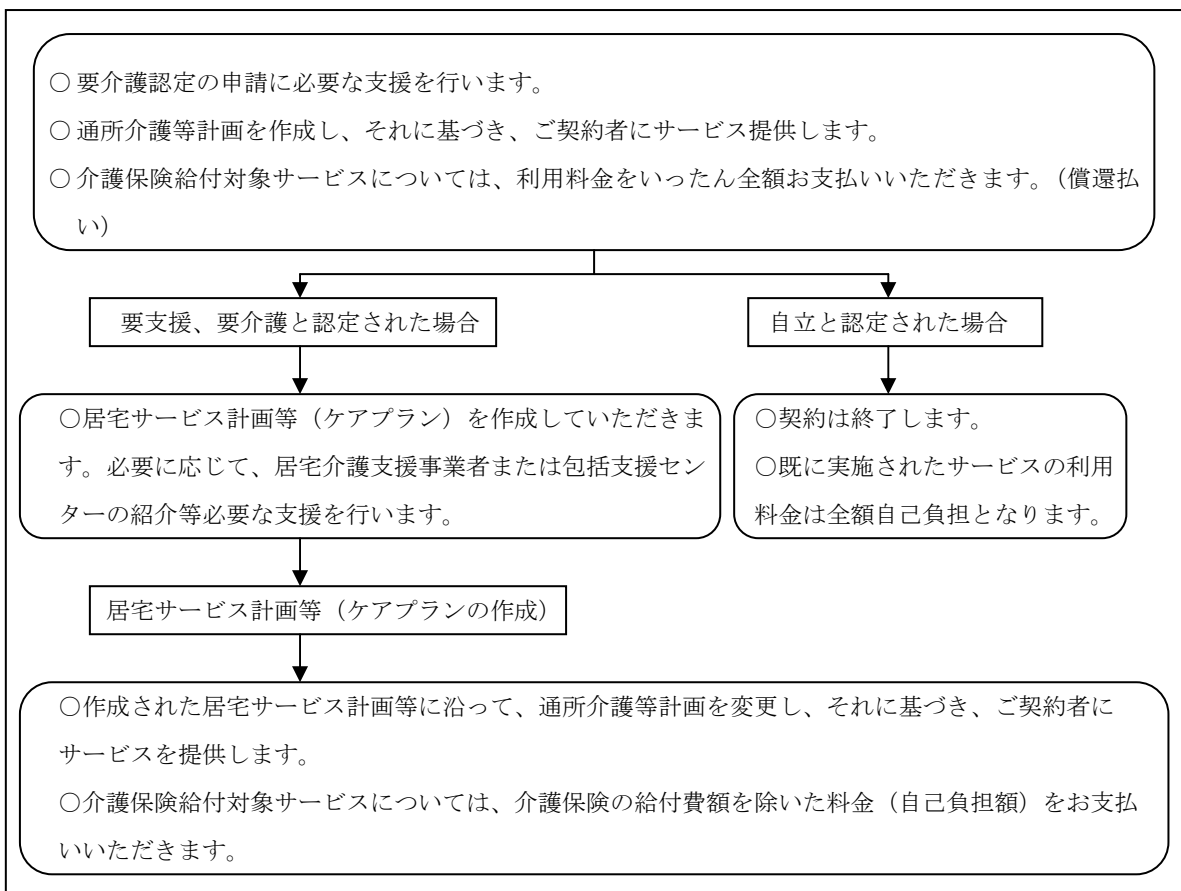 ○ 要介護認定の申請に必要な支援を行います。
○ 通所介護等計画を作成し、それに基づき、ご契約者にサービス提供します。
○ 介護保険給付対象サービスについては、利用料金をいったん全額お支払いいただきます。（償還払
い）
要支援、要介護と認定された場合
自立と認定された場合
○居宅サービス計画等（ケアプラン）を作成していただきま
す。必要に応じて、居宅介護支援事業者または包括支援セン
ターの紹介等必要な支援を行います。
○契約は終了します。
○既に実施されたサービスの利用
料金は全額自己負担となります。
居宅サービス計画等（ケアプランの作成）
○作成された居宅サービス計画等に沿って、通所介護等計画を変更し、それに基づき、ご契約者に
サービスを提供します。
○介護保険給付対象サービスについては、介護保険の給付費額を除いた料金（自己負担額）をお支払
いいただきます。